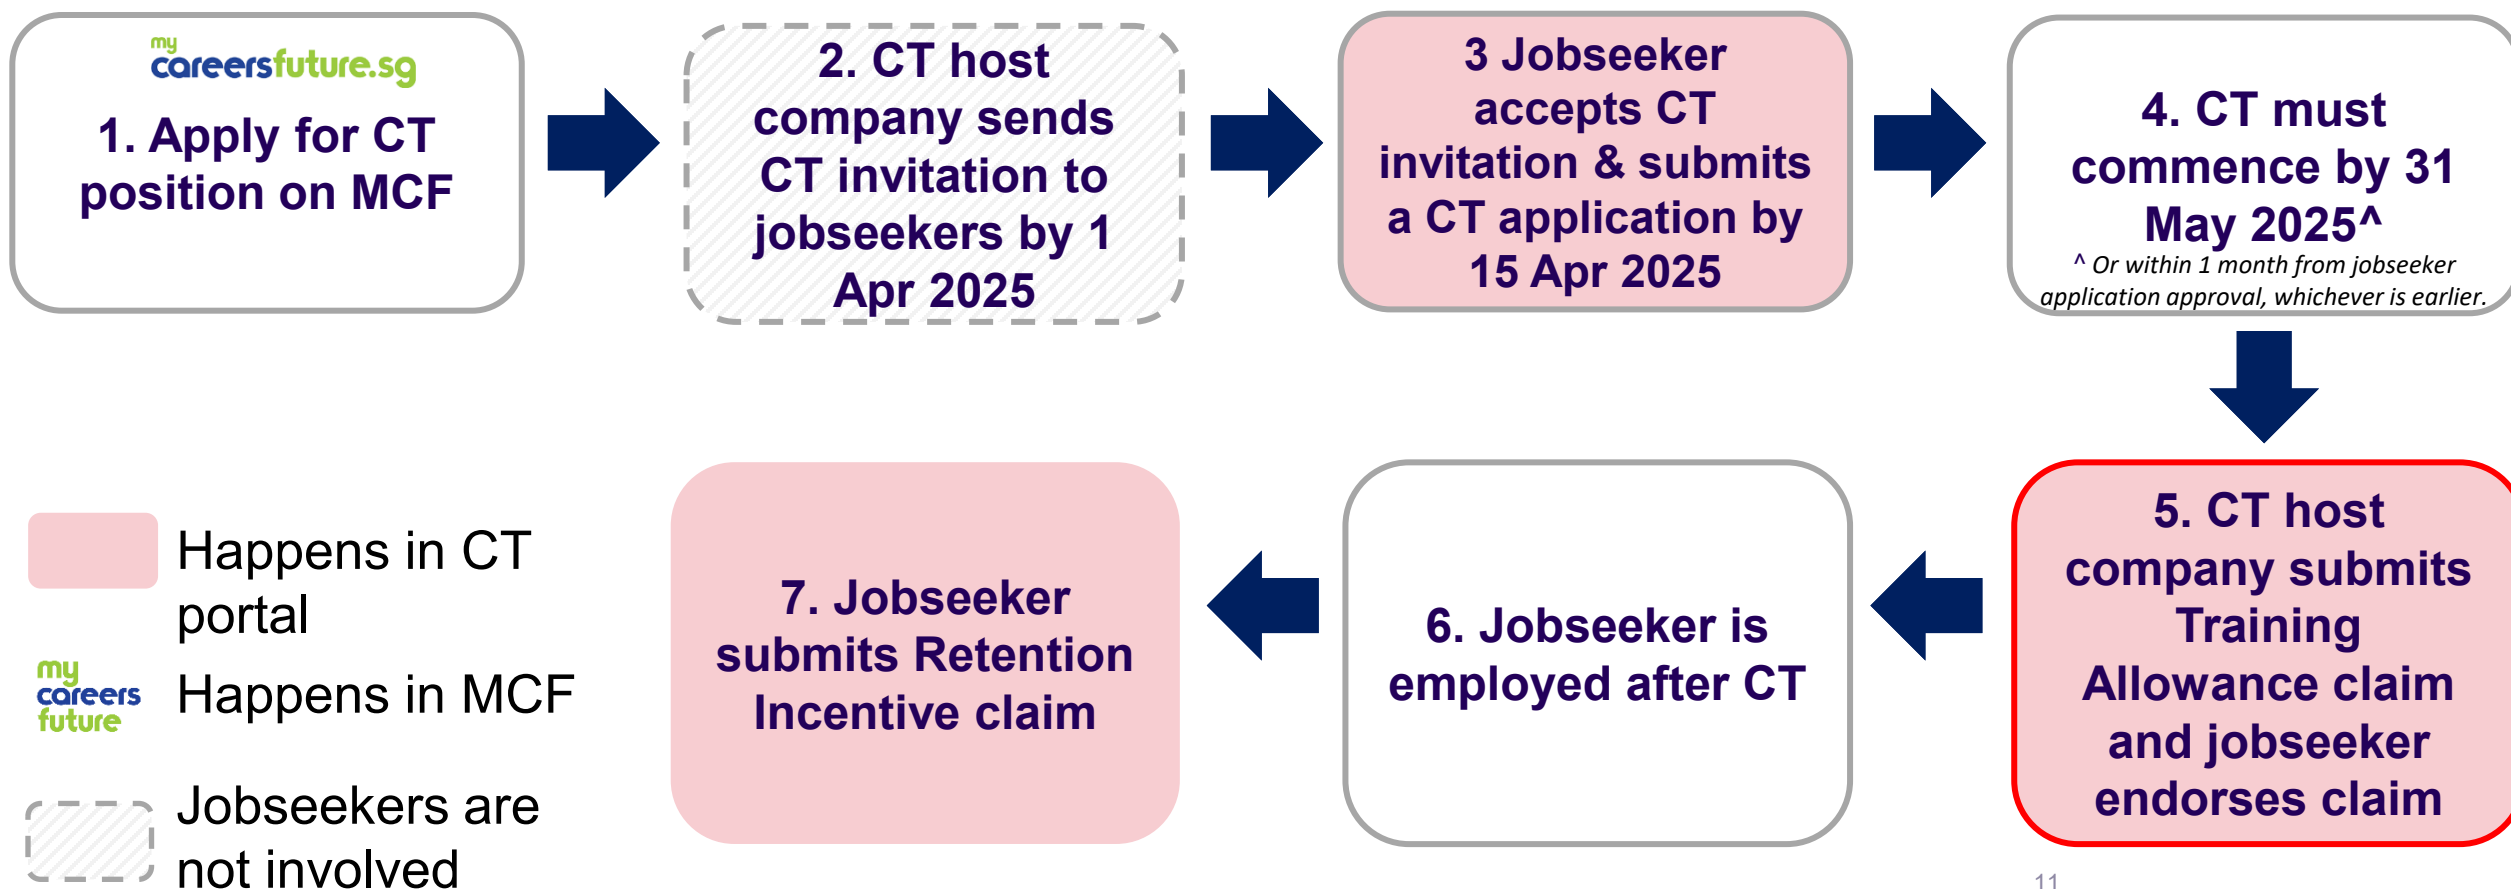 my
careersfuture.sg
1. Apply for CT
position on MCF
2. CT host
company sends
CT invitation to
jobseekers by 1
Apr 2025
3 Jobseeker
accepts CT
invitation & submits
a CT application by
15 Apr 2025
4. CT must
commence by 31
May 2025^
^ Or within 1 month from jobseeker
application approval, whichever is earlier.
5. CT host
company submits
Training
Allowance claim
and jobseeker
endorses claim
6. Jobseeker is
employed after CT
7. Jobseeker
submits Retention
Incentive claim
Happens in CT
portal
my
careers
future
Happens in MCF
Jobseekers are
not involved
11